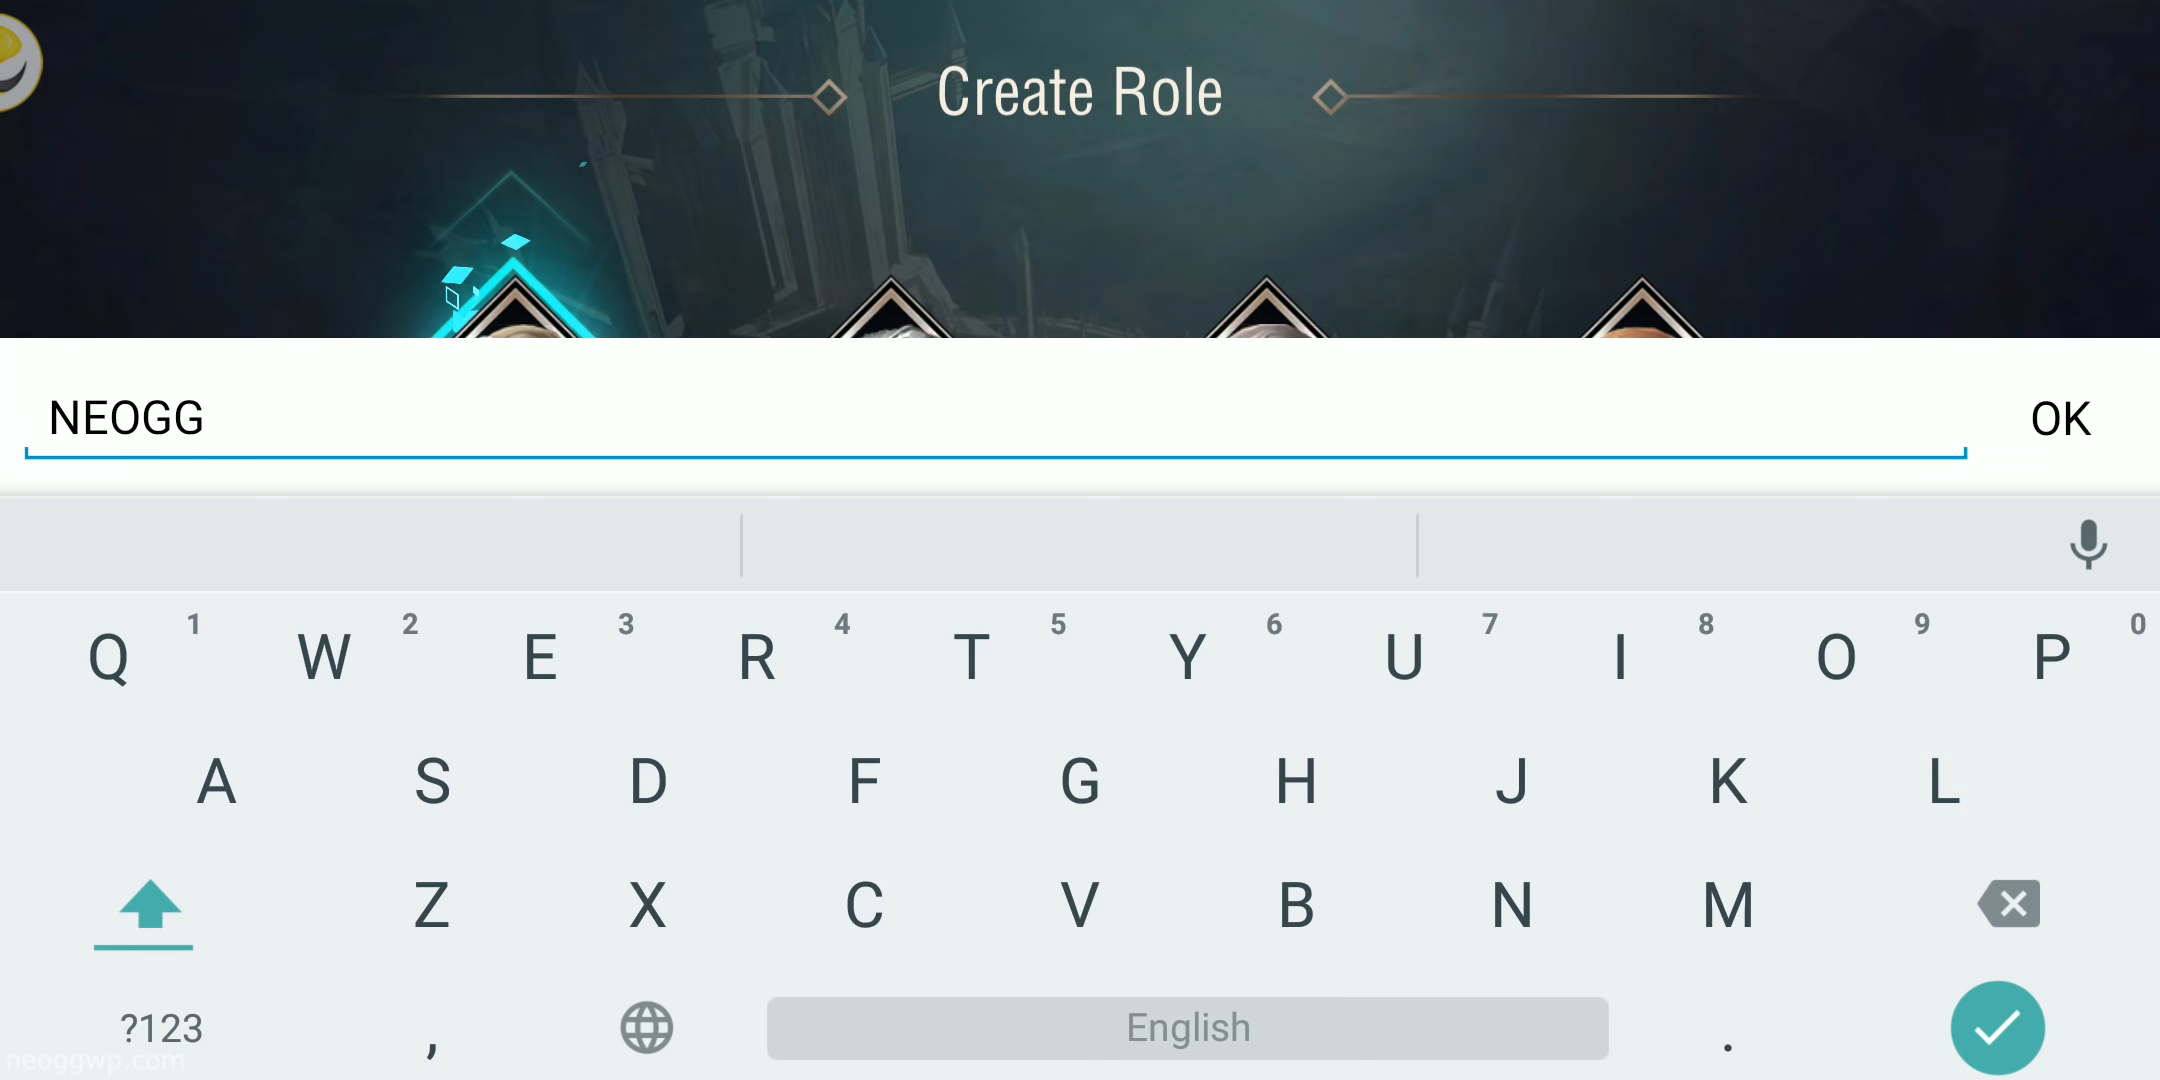 Create Role
NEOGG
OK
1 2 3 4 5 6 7 8 9 0
Q W E R T Y U I O P
A S D F G H J K L
Z X C V B N M
?123 , English .
neoggwp.com